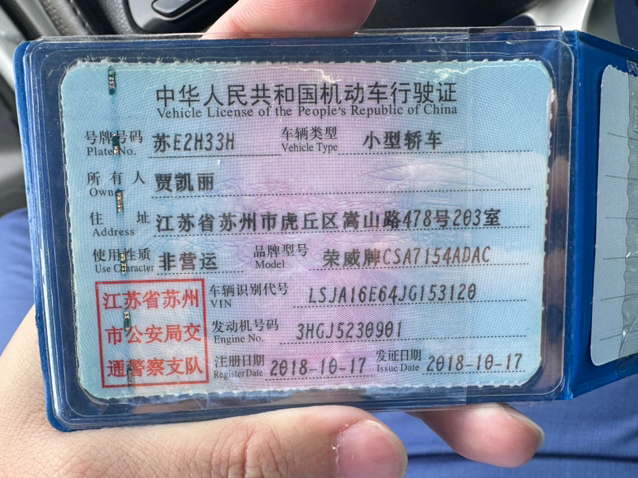 中华人民共和国机动车行驶证
Vehicle License of the People's Republic of China
号牌号码 苏E2H33H 车辆类型 小型轿车
Plate No. Vehicle Type
所有人 贾凯丽
Owner
住址 江苏省苏州市虎丘区嵩山路478号203室
Address
使用性质 非营运 品牌型号 荣威牌CSA7154ADAC
Use Character Model
江苏省苏州
市公安局交
通警察支队
车辆识别代号 LSJA16E64JG153120
VIN
发动机号码 3HGJ5230901
Engine No.
注册日期 2018-10-17 发证日期 2018-10-17
Register Date Issue Date